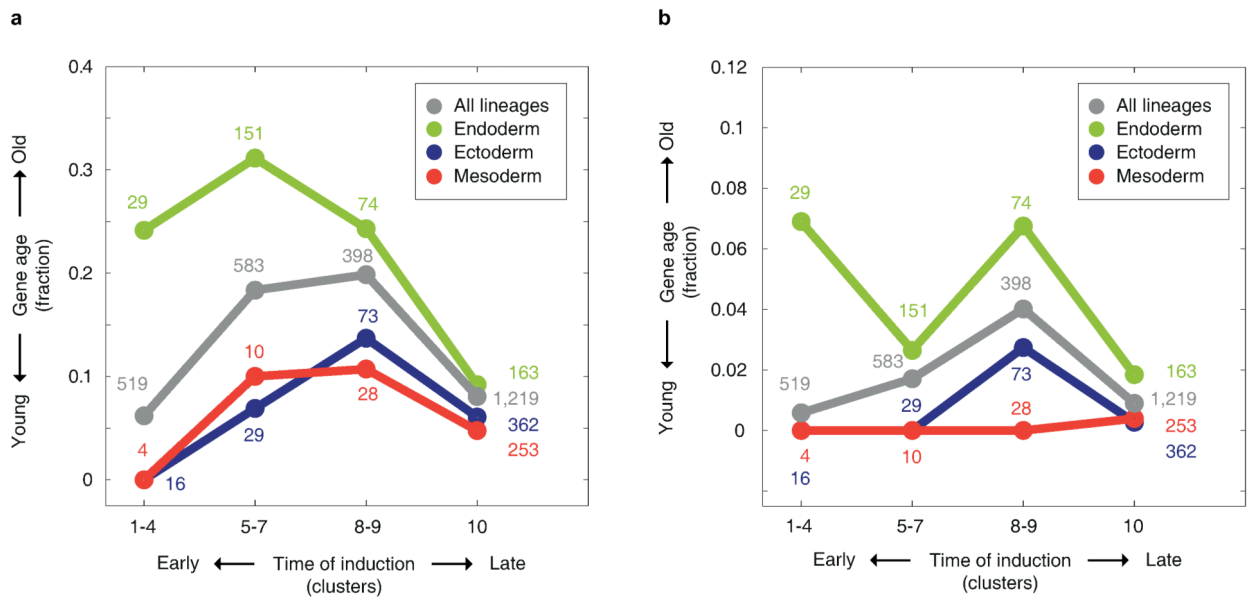 a
0.4
0.3
0.2
0.1
0
Old
Gene age
(fraction)
Young
All lineages
Endoderm
Ectoderm
Mesoderm
29
151
74
163
519
583
398
1,219
16
29
73
362
4
10
28
253
1-4
5-7
8-9
10
Early
Time of induction
(clusters)
Late
b
0.12
0.1
0.08
0.06
0.04
0.02
0
Old
Gene age
(fraction)
Young
All lineages
Endoderm
Ectoderm
Mesoderm
29
151
74
163
519
583
398
1,219
4
16
29
10
73
28
253
362
1-4
5-7
8-9
10
Early
Time of induction
(clusters)
Late